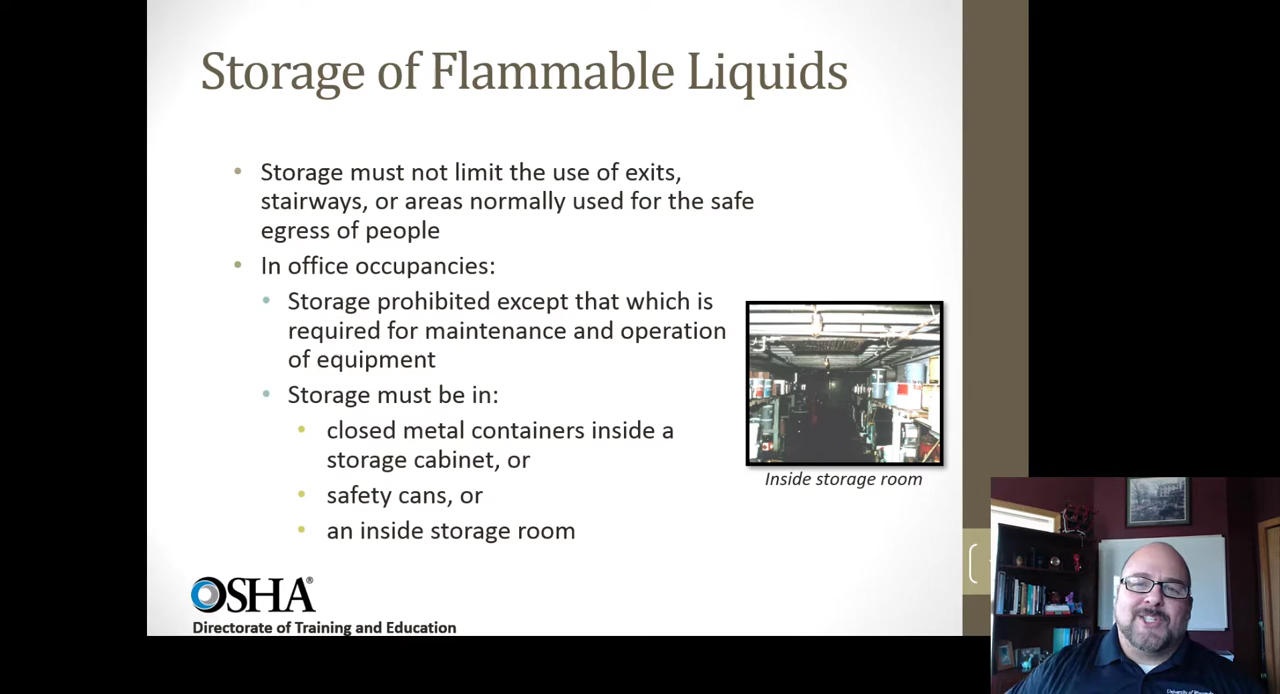 Storage of Flammable Liquids
Storage must not limit the use of exits,
stairways, or areas normally used for the safe
egress of people
In office occupancies:
Storage prohibited except that which is
required for maintenance and operation
of equipment
Storage must be in:
closed metal containers inside a
storage cabinet, or
safety cans, or
an inside storage room
Inside storage room
OSHA®
Directorate of Training and Education
University of